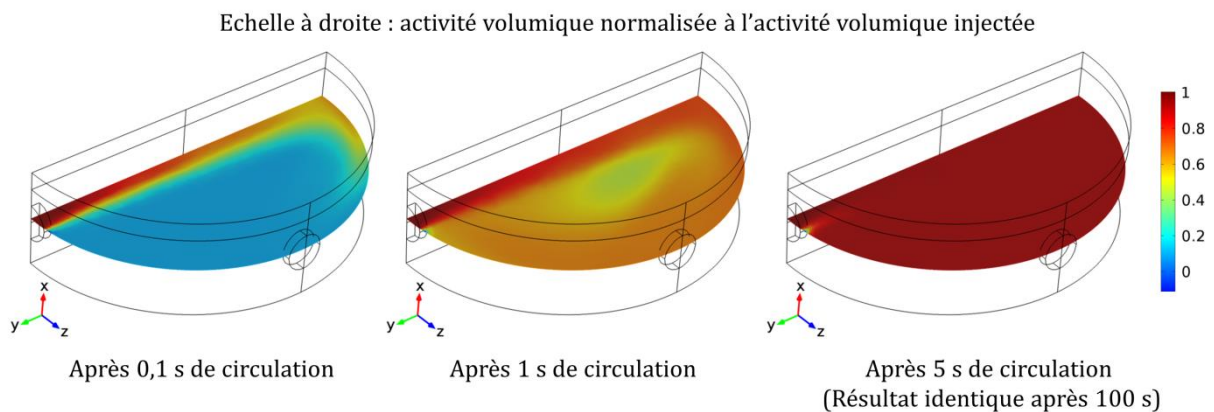 Echelle à droite : activité volumique normalisée à l’activité volumique injectée
1
0.8
0.6
0.4
0.2
0
x
y
z
x
y
z
x
y
z
Après 0,1 s de circulation
Après 1 s de circulation
Après 5 s de circulation
(Résultat identique après 100 s)